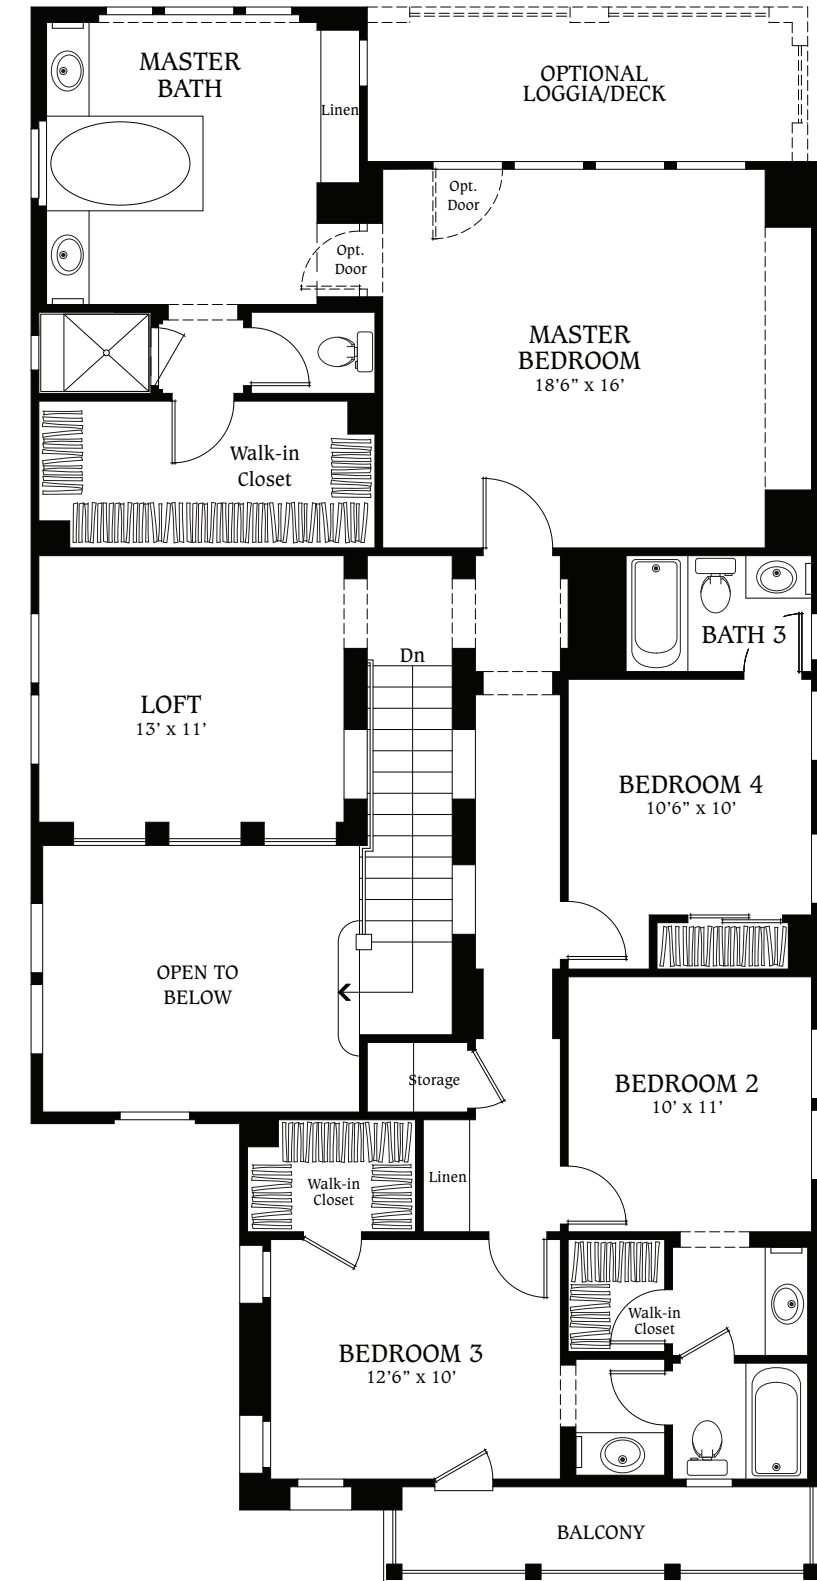 MASTER
BATH
Linen
OPTIONAL
LOGGIA/DECK
Opt.
Door
Opt.
Door
MASTER
BEDROOM
18'6” x 16’
Walk-in
Closet
BATH 3
Dn
LOFT
13’ x 11’
BEDROOM 4
10’6” x 10’
OPEN TO
BELOW
Storage
BEDROOM 2
10’ x 11’
Linen
Walk-in
Closet
Walk-in
Closet
BEDROOM 3
12’6” x 10’
BALCONY